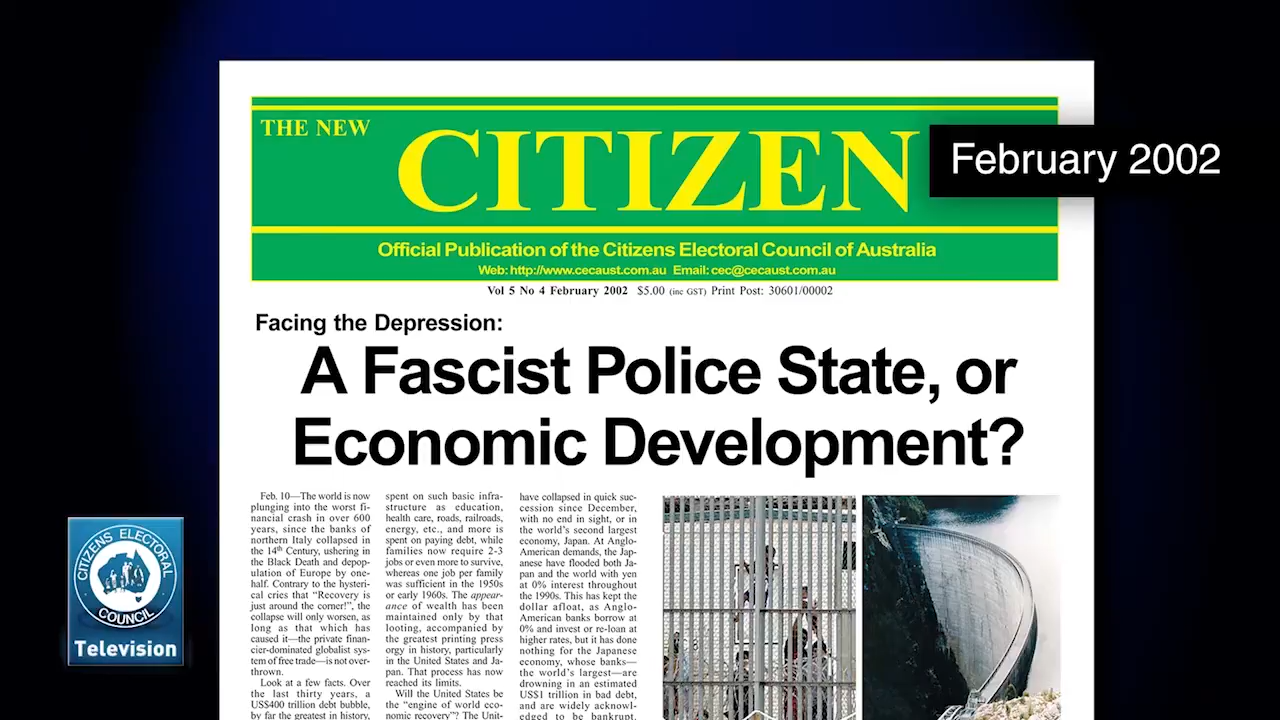 THE NEW
CITIZEN
February 2002
Official Publication of the Citizens Electoral Council of Australia
Web: http://www.cecaust.com.au Email: cec@cecaust.com.au
Vol 5 No 4 February 2002 $5.00 (inc GST) Print Post: 30601/00002
Facing the Depression:
A Fascist Police State, or
Economic Development?
Feb. 10—The world is now
plunging into the worst fi-
nancial crash in over 600
years, since the banks of
northern Italy collapsed in
the 14th Century, ushering in
the Black Death and depop-
ulation of Europe by one-
half. Contrary to the hysteri-
cal cries that “Recovery is
just around the corner!”, the
collapse will only worsen, as
long as that which has
caused it—the private finan-
cier-dominated globalist sys-
tem of free trade—is not over-
thrown.
Look at a few facts. Over
the last thirty years, a
US$400 trillion debt bubble,
by far the greatest in history,
spent on such basic infra-
structure as education,
health care, roads, railroads,
energy, etc., and more is
spent on paying debt, while
families now require 2-3
jobs or even more to survive,
whereas one job per family
was sufficient in the 1950s
or early 1960s. The appear-
ance of wealth has been
maintained only by that
looting, accompanied by
the greatest printing press
orgy in history, particularly
in the United States and Ja-
pan. That process has now
reached its limits.
Will the United States be
the “engine of world eco-
nomic recovery”? The Unit-
have collapsed in quick suc-
cession since December,
with no end in sight, or in
the world’s second largest
economy, Japan. At Anglo-
American demands, the Jap-
anese have flooded both Ja-
pan and the world with yen
at 0% interest throughout
the 1990s. This has kept the
dollar afloat, as Anglo-
American banks borrow at
0% and invest or re-loan at
higher rates, but it has done
nothing for the Japanese
economy, whose banks—
the world’s largest—are
drowning in an estimated
US$1 trillion in bad debt,
and are widely acknowl-
edged to be bankrupt.
CITIZENS ELECTORAL
COUNCIL
Television